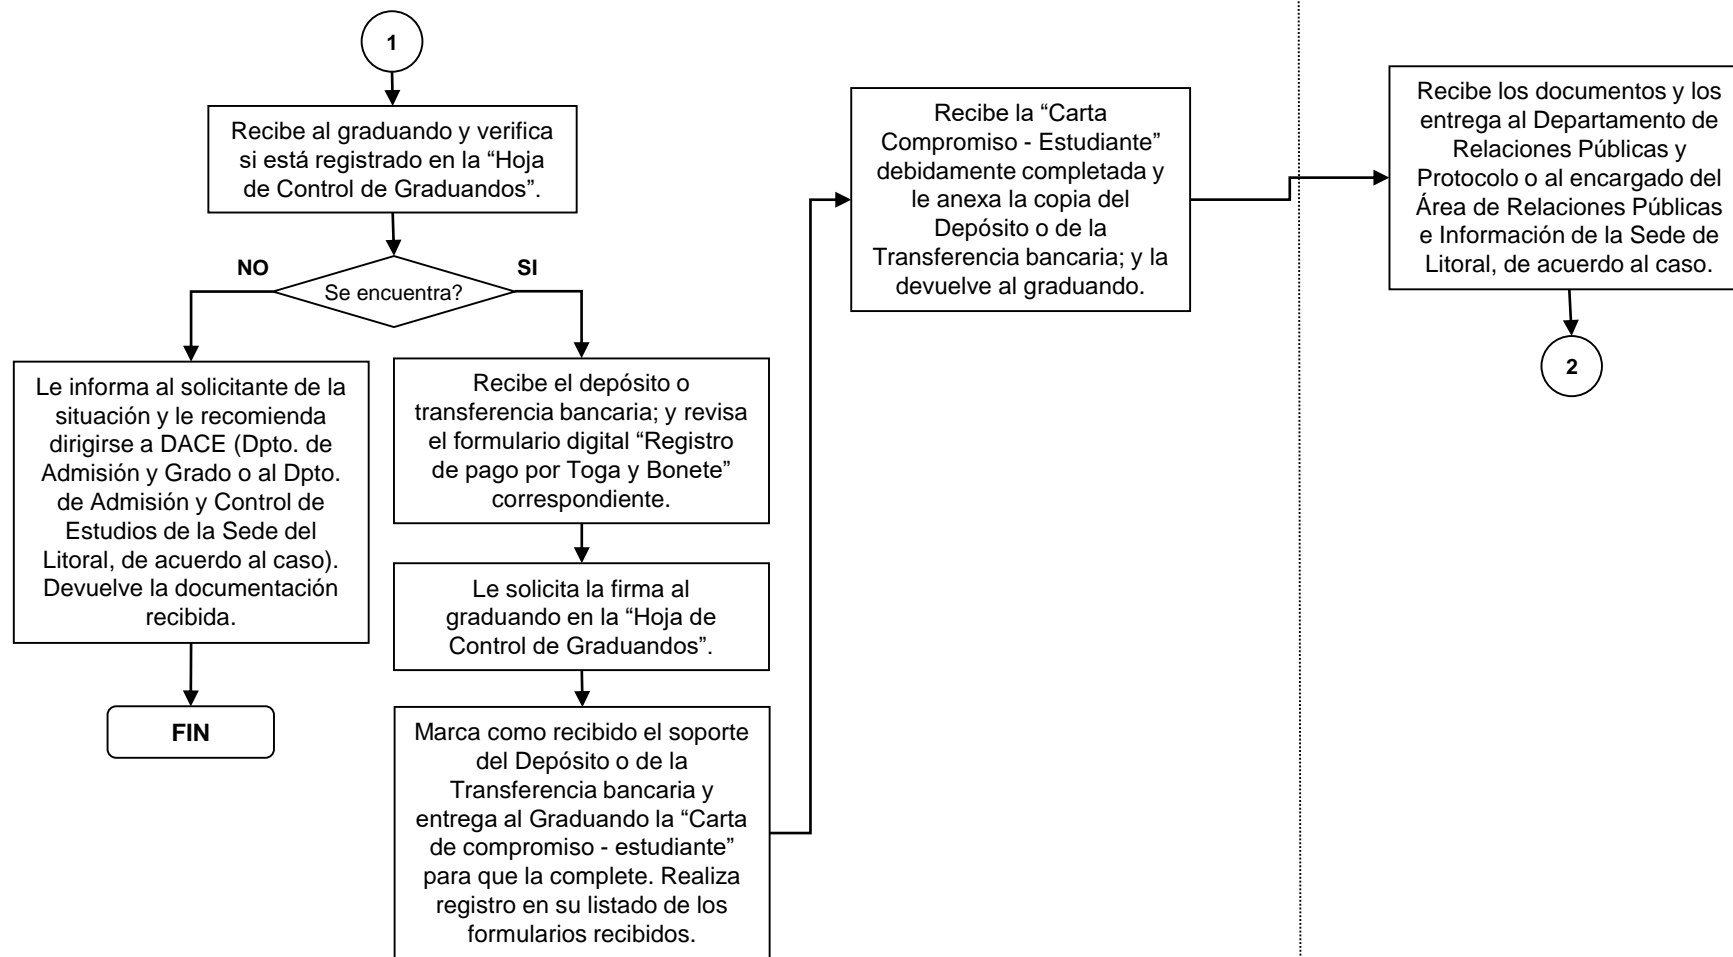 1
Recibe al graduando y verifica
si está registrado en la “Hoja
de Control de Graduandos”.
NO
SI
Se encuentra?
Le informa al solicitante de la
situación y le recomienda
dirigirse a DACE (Dpto. de
Admisión y Grado o al Dpto.
de Admisión y Control de
Estudios de la Sede del
Litoral, de acuerdo al caso).
Devuelve la documentación
recibida.
FIN
Recibe el depósito o
transferencia bancaria; y revisa
el formulario digital “Registro
de pago por Toga y Bonete”
correspondiente.
Le solicita la firma al
graduando en la “Hoja de
Control de Graduandos”.
Marca como recibido el soporte
del Depósito o de la
Transferencia bancaria y
entrega al Graduando la “Carta
de compromiso - estudiante”
para que la complete. Realiza
registro en su listado de los
formularios recibidos.
Recibe la “Carta
Compromiso - Estudiante”
debidamente completada y
le anexa la copia del
Depósito o de la
Transferencia bancaria; y la
devuelve al graduando.
Recibe los documentos y los
entrega al Departamento de
Relaciones Públicas y
Protocolo o al encargado del
Área de Relaciones Públicas
e Información de la Sede de
Litoral, de acuerdo al caso.
2